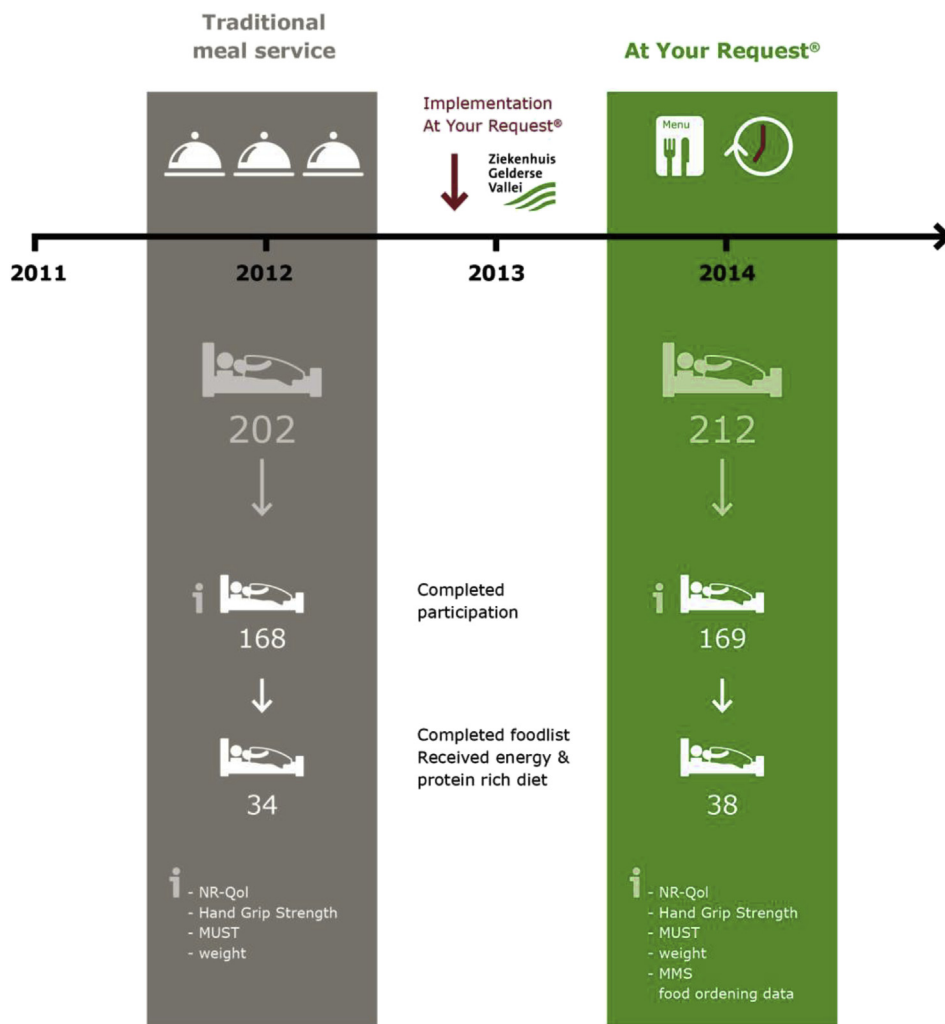 Traditional
meal service
At Your Request®
Implementation
At Your Request®
Menu
Ziekenhuis
Gelderse
Vallei
2011
2012
2013
2014
202
212
i
168
Completed
participation
i
169
34
Completed foodlist
Received energy &
protein rich diet
38
i
- NR-Qol
- Hand Grip Strength
- MUST
- weight
i
- NR-Qol
- Hand Grip Strength
- MUST
- weight
- MMS
food ordening data